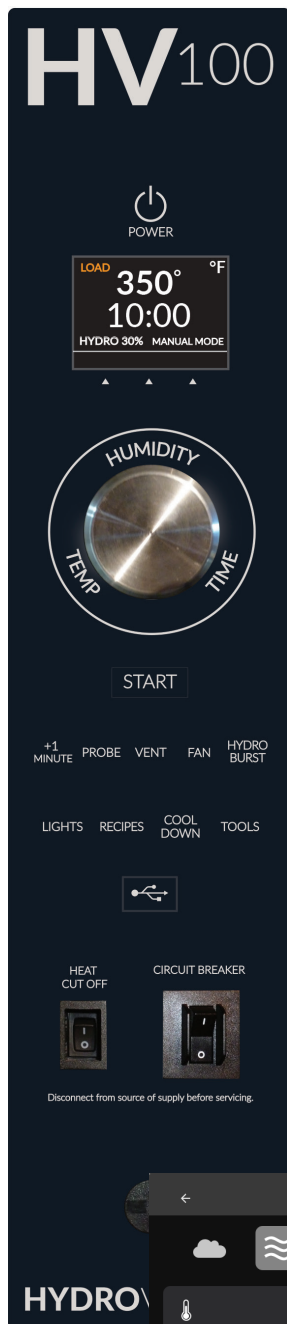 HV100
POWER
LOAD
°F
350°
10:00
HYDRO 30% MANUAL MODE
HUMIDITY
TEMP
TIME
START
+1 MINUTE
PROBE
VENT
FAN
HYDRO BURST
LIGHTS
RECIPES
COOL DOWN
TOOLS
HEAT
CUT OFF
CIRCUIT BREAKER
Disconnect from source of supply before servicing.
HYDRO